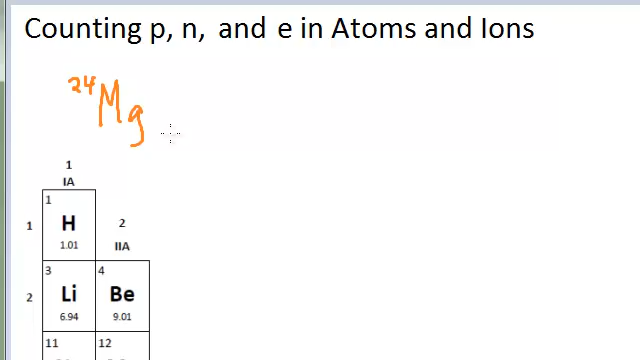 Counting p, n, and e in Atoms and Ions
24Mg
1
IA
1
1
H
1.01
2
IIA
2
3
Li
6.94
4
Be
9.01
11
12